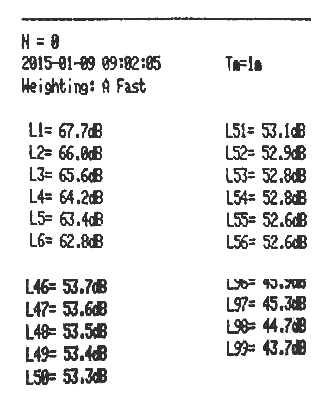 N = 0
2015-01-09 09:02:05 Tm=1m
Weighting: A Fast
L1= 67.7dB L51= 53.1dB
L2= 66.0dB L52= 52.9dB
L3= 65.6dB L53= 52.8dB
L4= 64.2dB L54= 52.8dB
L5= 63.4dB L55= 52.6dB
L6= 62.8dB L56= 52.6dB
L46= 53.7dB L96= 45.9dB
L47= 53.6dB L97= 45.3dB
L48= 53.5dB L98= 44.7dB
L49= 53.4dB L99= 43.7dB
L50= 53.3dB